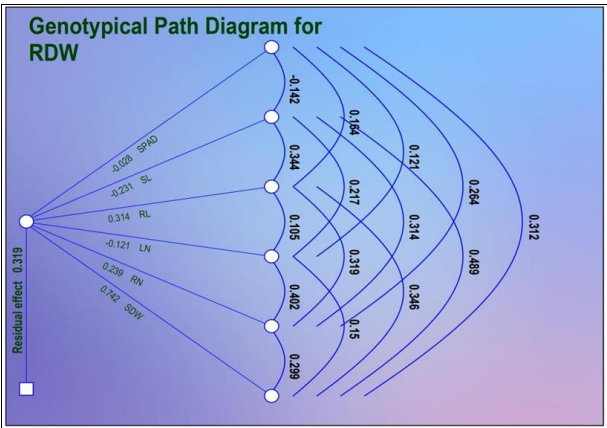 Genotypical Path Diagram for
RDW
-0.028 SPAD
-0.231 SL
0.314 RL
-0.121 LN
0.239 RN
0.742 SDW
Residual effect 0.319
-0.142
0.344
0.105
0.402
0.299
0.164
0.217
0.319
0.15
0.121
0.314
0.346
0.264
0.489
0.312